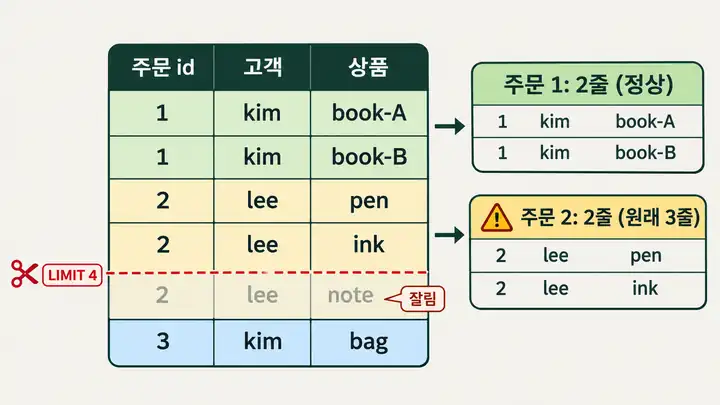 주문 id 고객 상품
1 kim book-A
1 kim book-B
2 lee pen
2 lee ink
LIMIT 4
2 lee note 잘림
3 kim bag
주문 1: 2줄 (정상)
1 kim book-A
1 kim book-B
주문 2: 2줄 (원래 3줄)
2 lee pen
2 lee ink